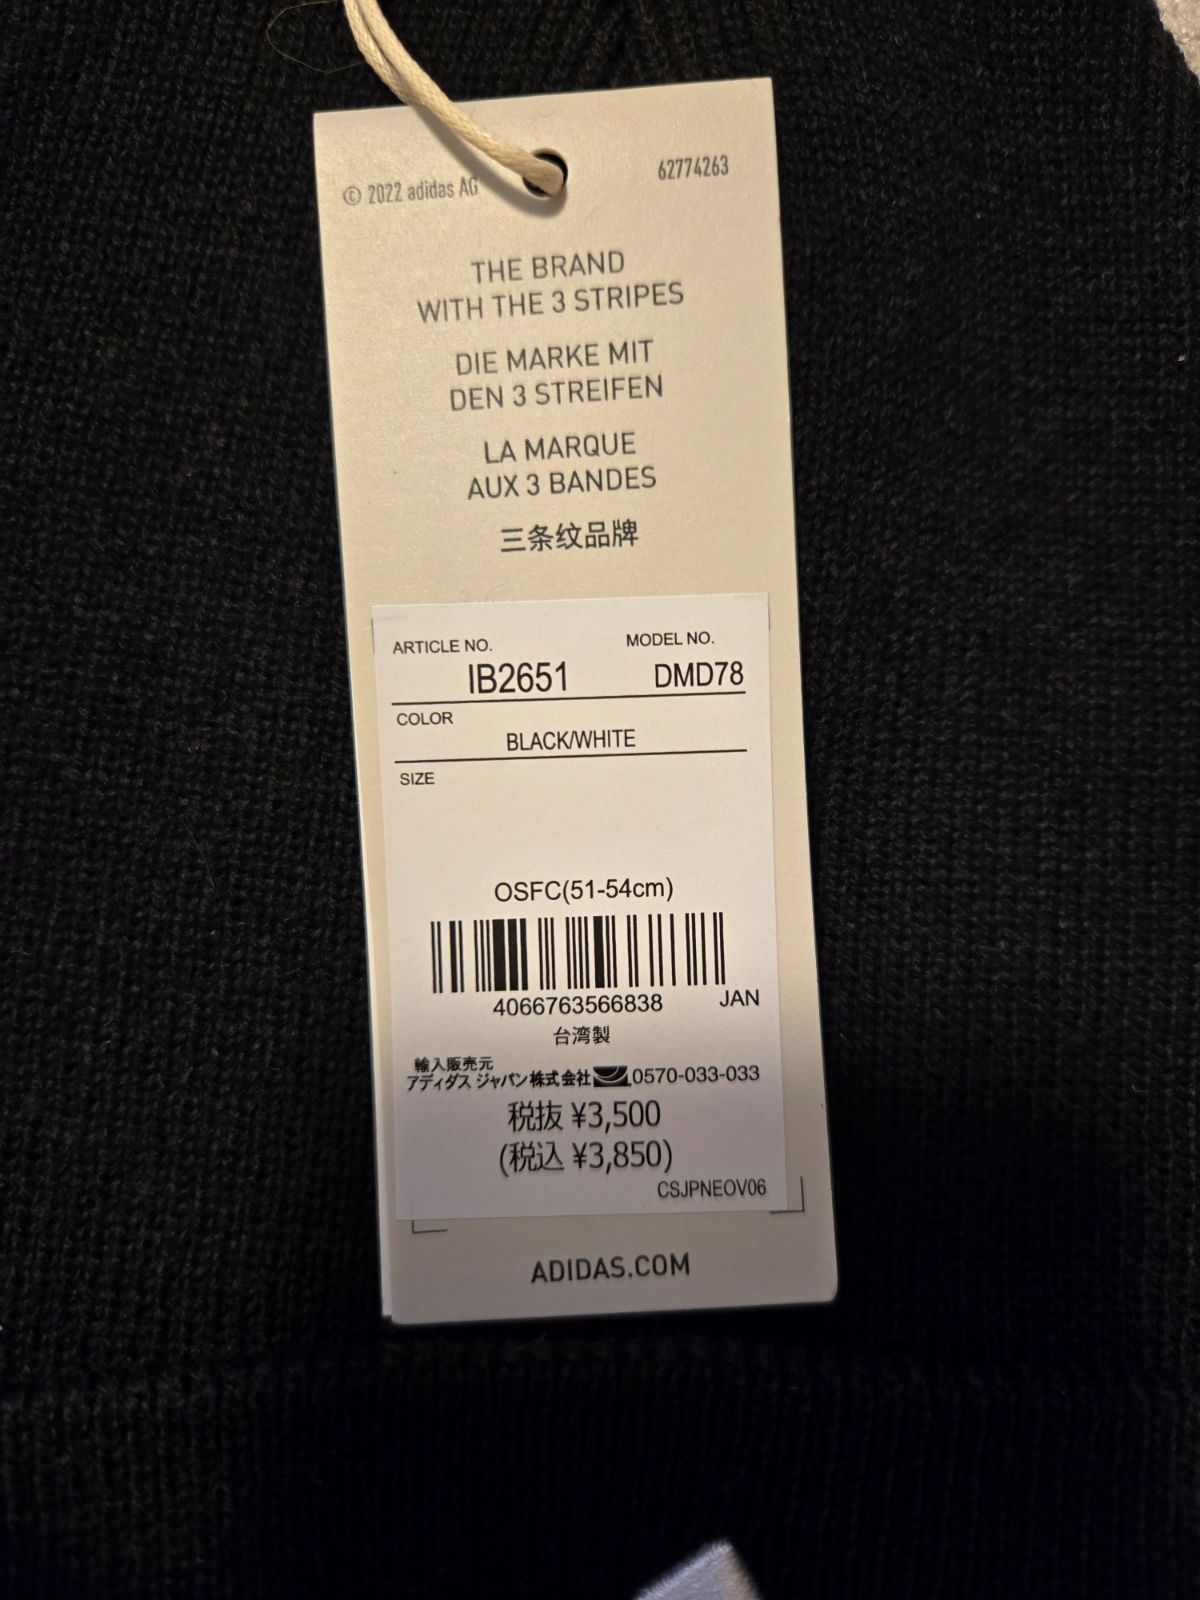 © 2022 adidas AG
62774263
THE BRAND
WITH THE 3 STRIPES
DIE MARKE MIT
DEN 3 STREIFEN
LA MARQUE
AUX 3 BANDES
三条纹品牌
ARTICLE NO. MODEL NO.
IB2651 DMD78
COLOR
BLACK/WHITE
SIZE
OSFC(51-54cm)
4066763566838 JAN
台湾製
輸入販売元
アディダス ジャパン株式会社 0570-033-033
税抜 ¥3,500
(税込 ¥3,850)
CSJPNEOV06
ADIDAS.COM